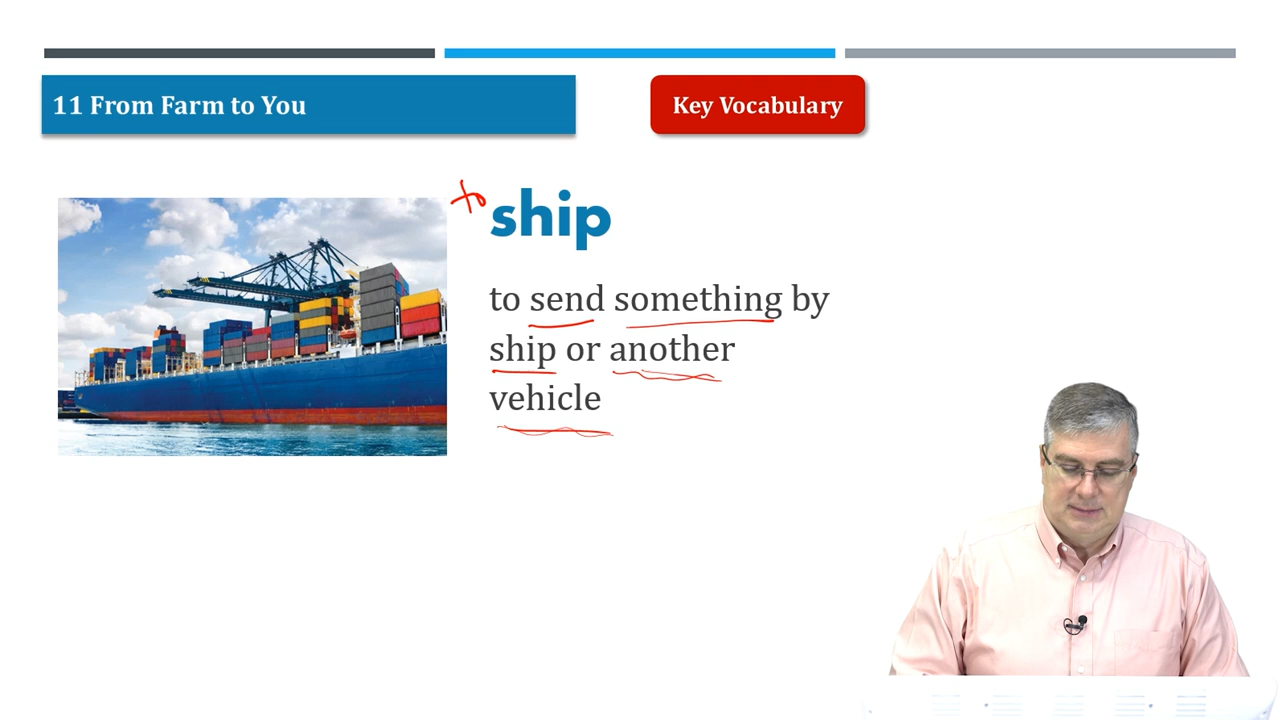 11 From Farm to You
Key Vocabulary
to ship
to send something by
ship or another
vehicle